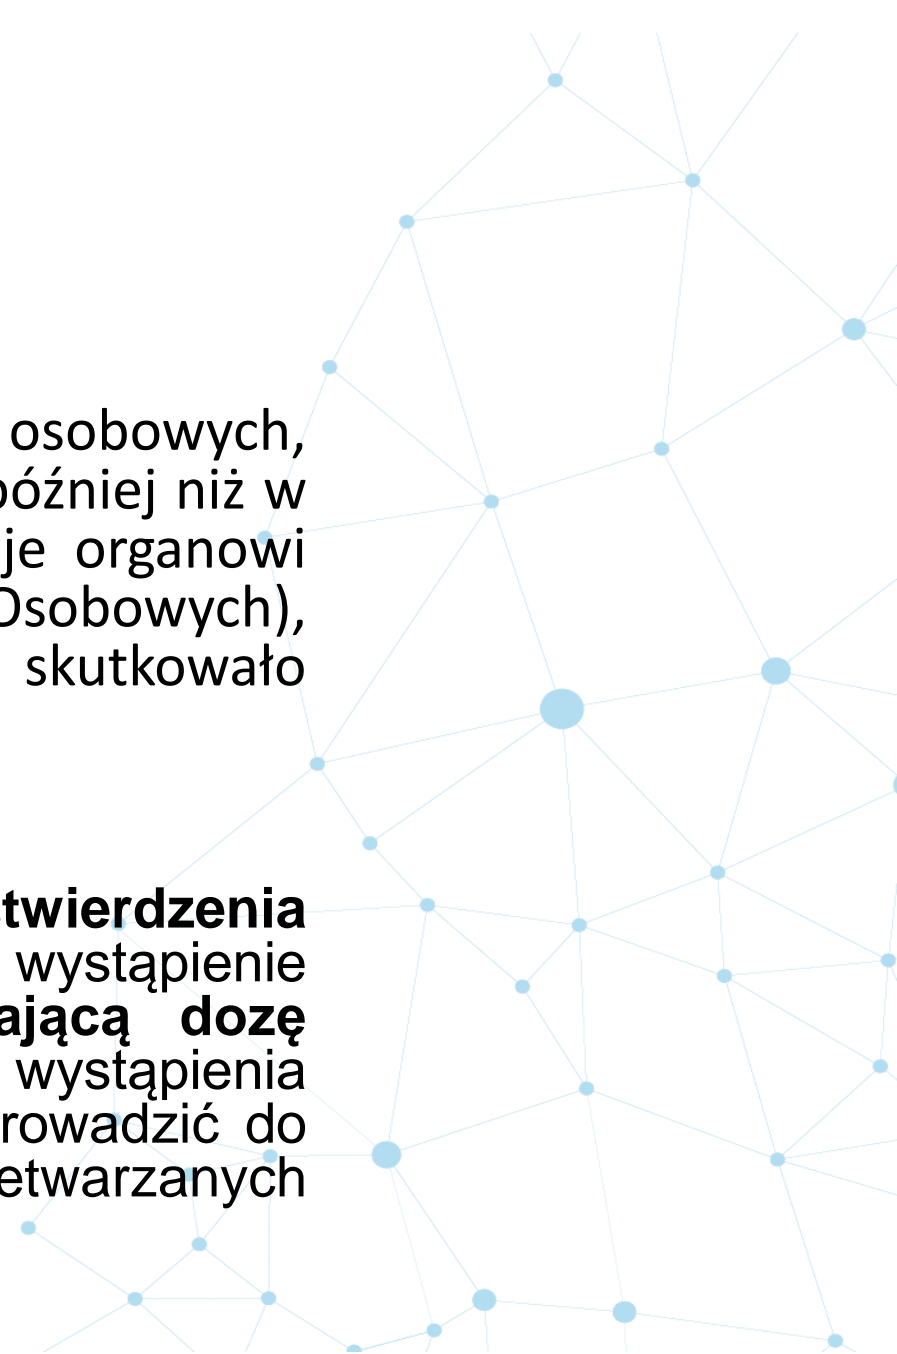 osobowych,
później niż w
je organowi
Osobowych),
skutkowało
twierdzenia
wystąpienie
ającą dozę
wystąpienia
rowadzić do
etwarzanych